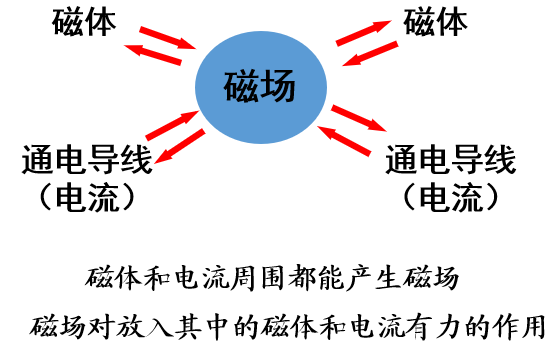 磁体
磁体
磁场
通电导线
（电流）
通电导线
（电流）
磁体和电流周围都能产生磁场
磁场对放入其中的磁体和电流有力的作用